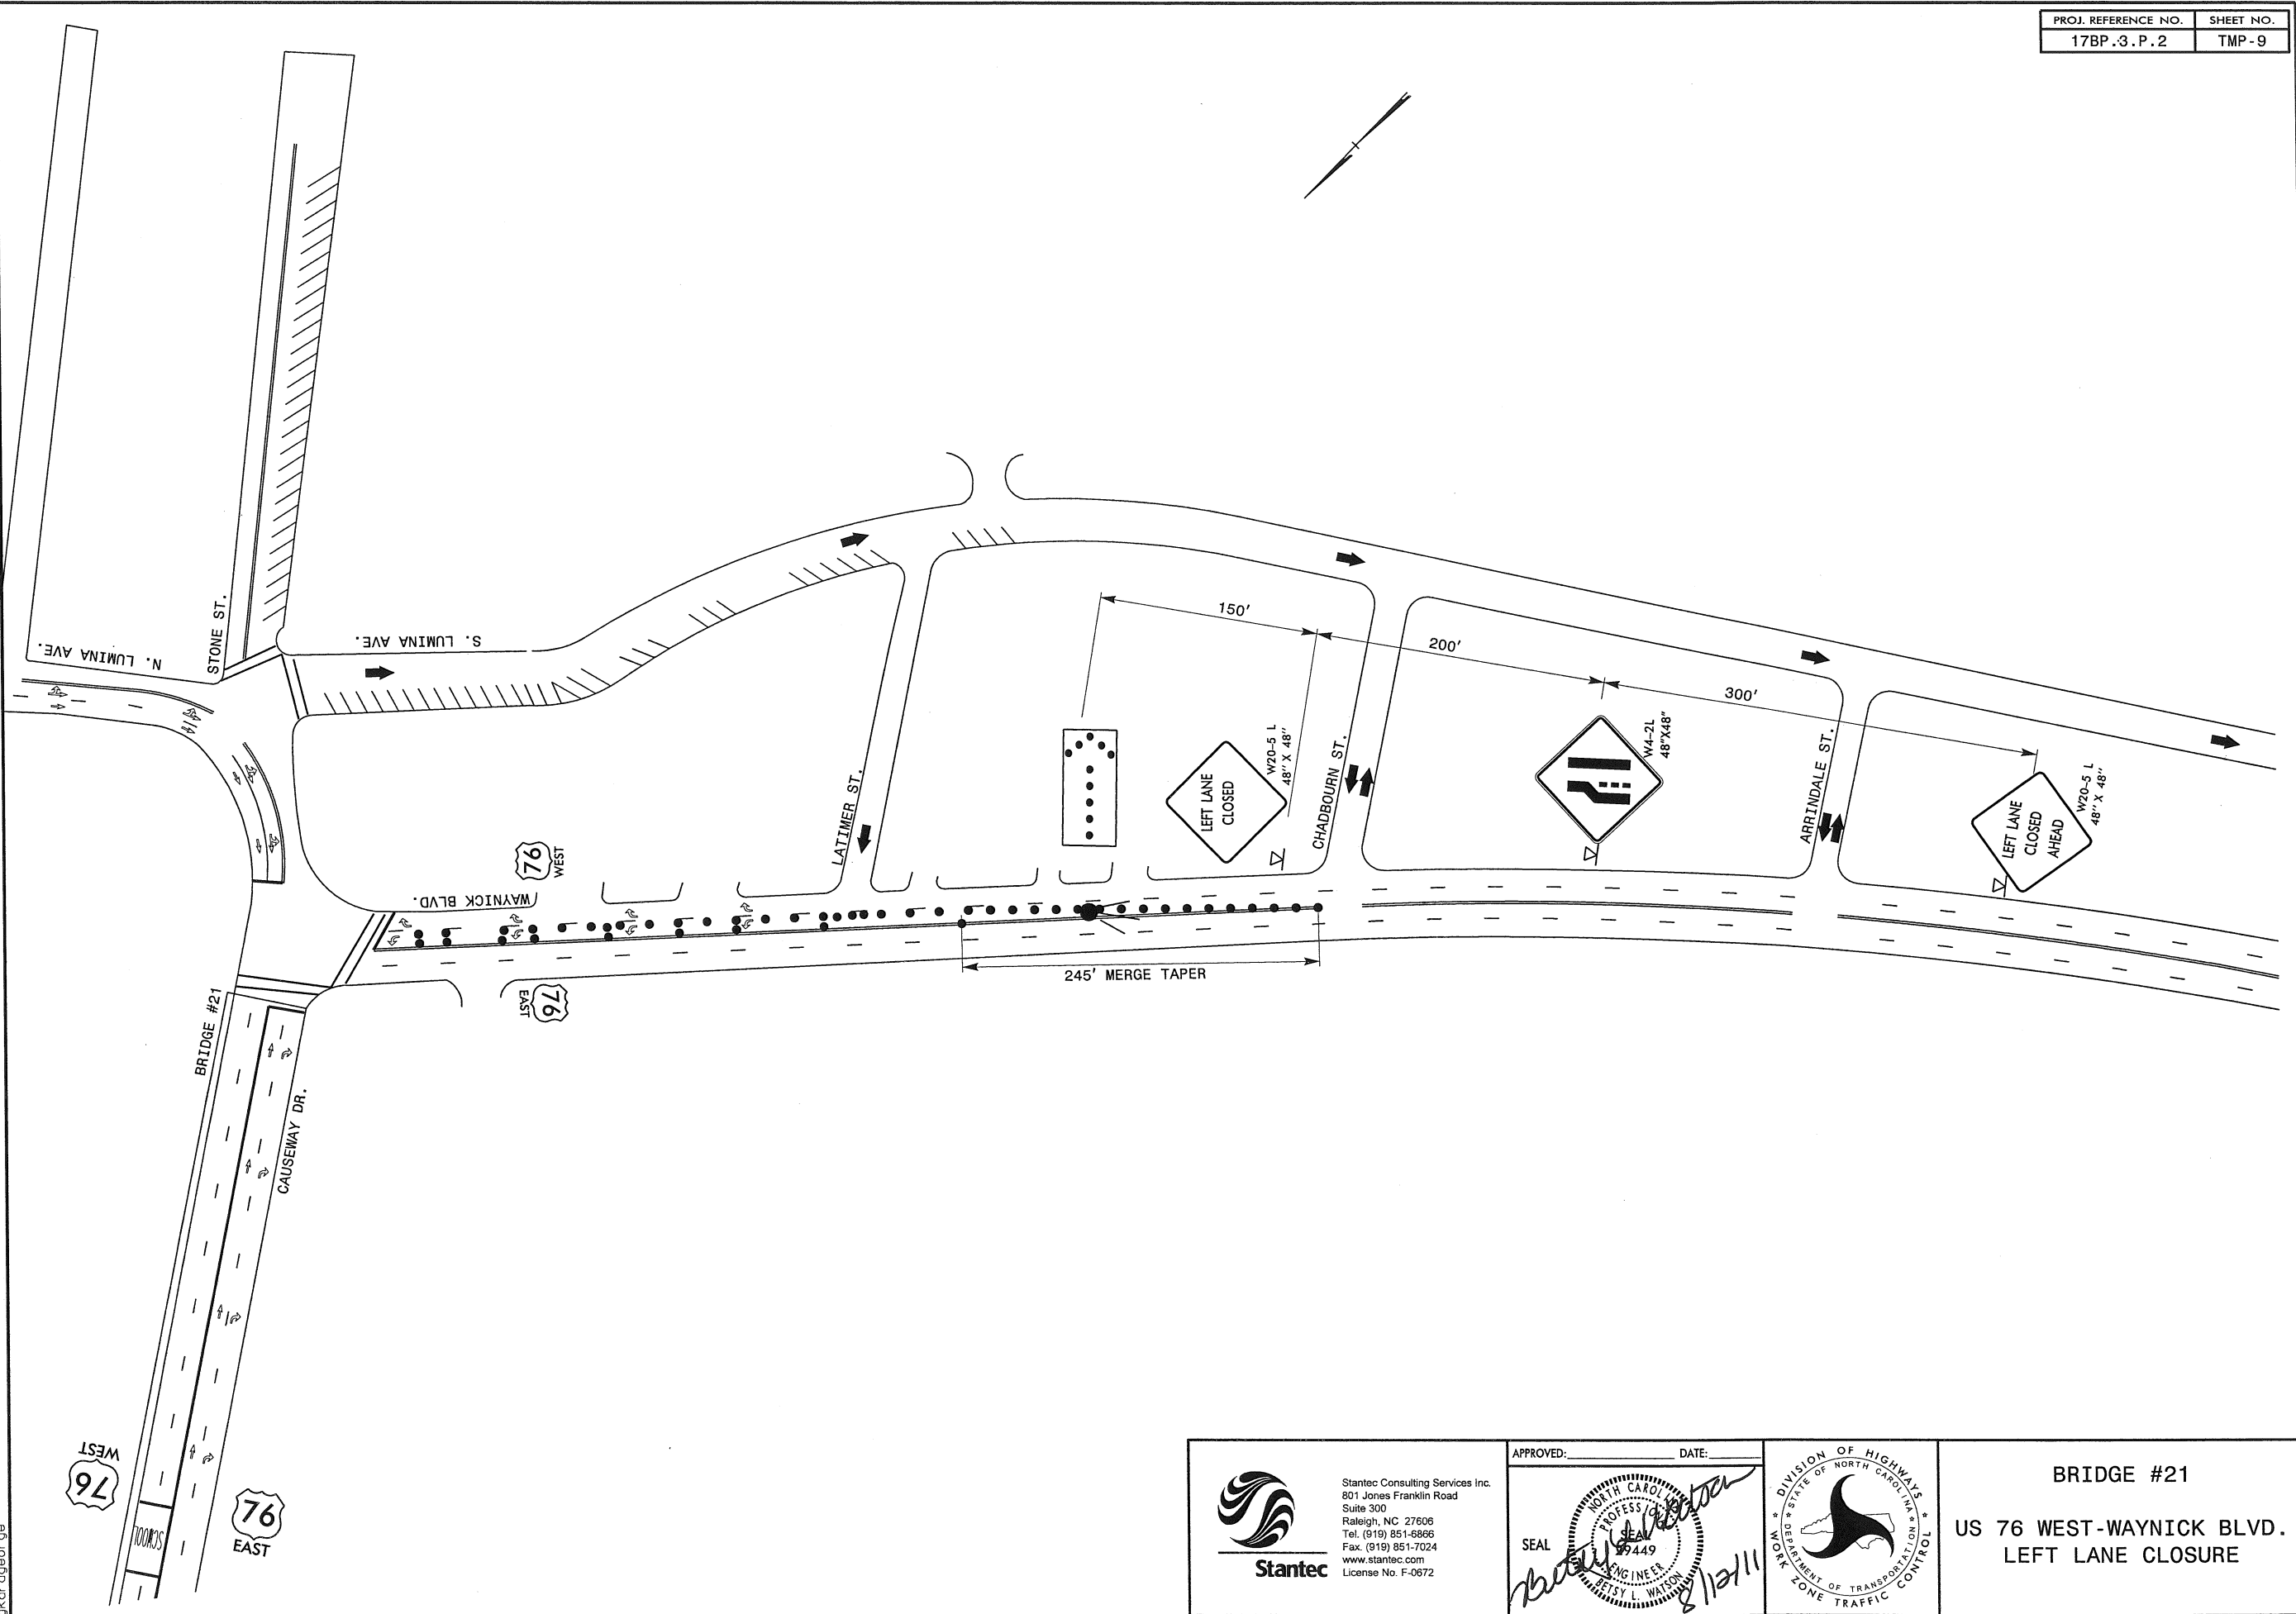 PROJ. REFERENCE NO.
SHEET NO.
17BP.3.P.2
TMP-9
N. LUMINA AVE.
STONE ST.
S. LUMINA AVE.
150'
200'
300'
LEFT LANE
CLOSED
W20-5 L
48" X 48"
CHADBOURN ST.
W4-2L
48"X48"
ARRINDALE ST.
LEFT LANE
CLOSED
AHEAD
W20-5 L
48" X 48"
LATIMER ST.
76
WEST
WAYNICK BLVD.
245' MERGE TAPER
76
EAST
BRIDGE #21
CAUSEWAY DR.
WEST
76
76
EAST
SCHOOL
Stantec
Stantec Consulting Services Inc.
801 Jones Franklin Road
Suite 300
Raleigh, NC 27606
Tel. (919) 851-6866
Fax. (919) 851-7024
www.stantec.com
License No. F-0672
APPROVED:
DATE:
SEAL
NORTH CAROLINA
PROFESSIONAL
SEAL
29449
ENGINEER
BETSY L. WATSON
Betsy L. Watson
8/12/11
DIVISION OF HIGHWAYS
STATE OF NORTH CAROLINA
DEPARTMENT OF TRANSPORTATION
WORK ZONE TRAFFIC CONTROL
BRIDGE #21
US 76 WEST-WAYNICK BLVD.
LEFT LANE CLOSURE